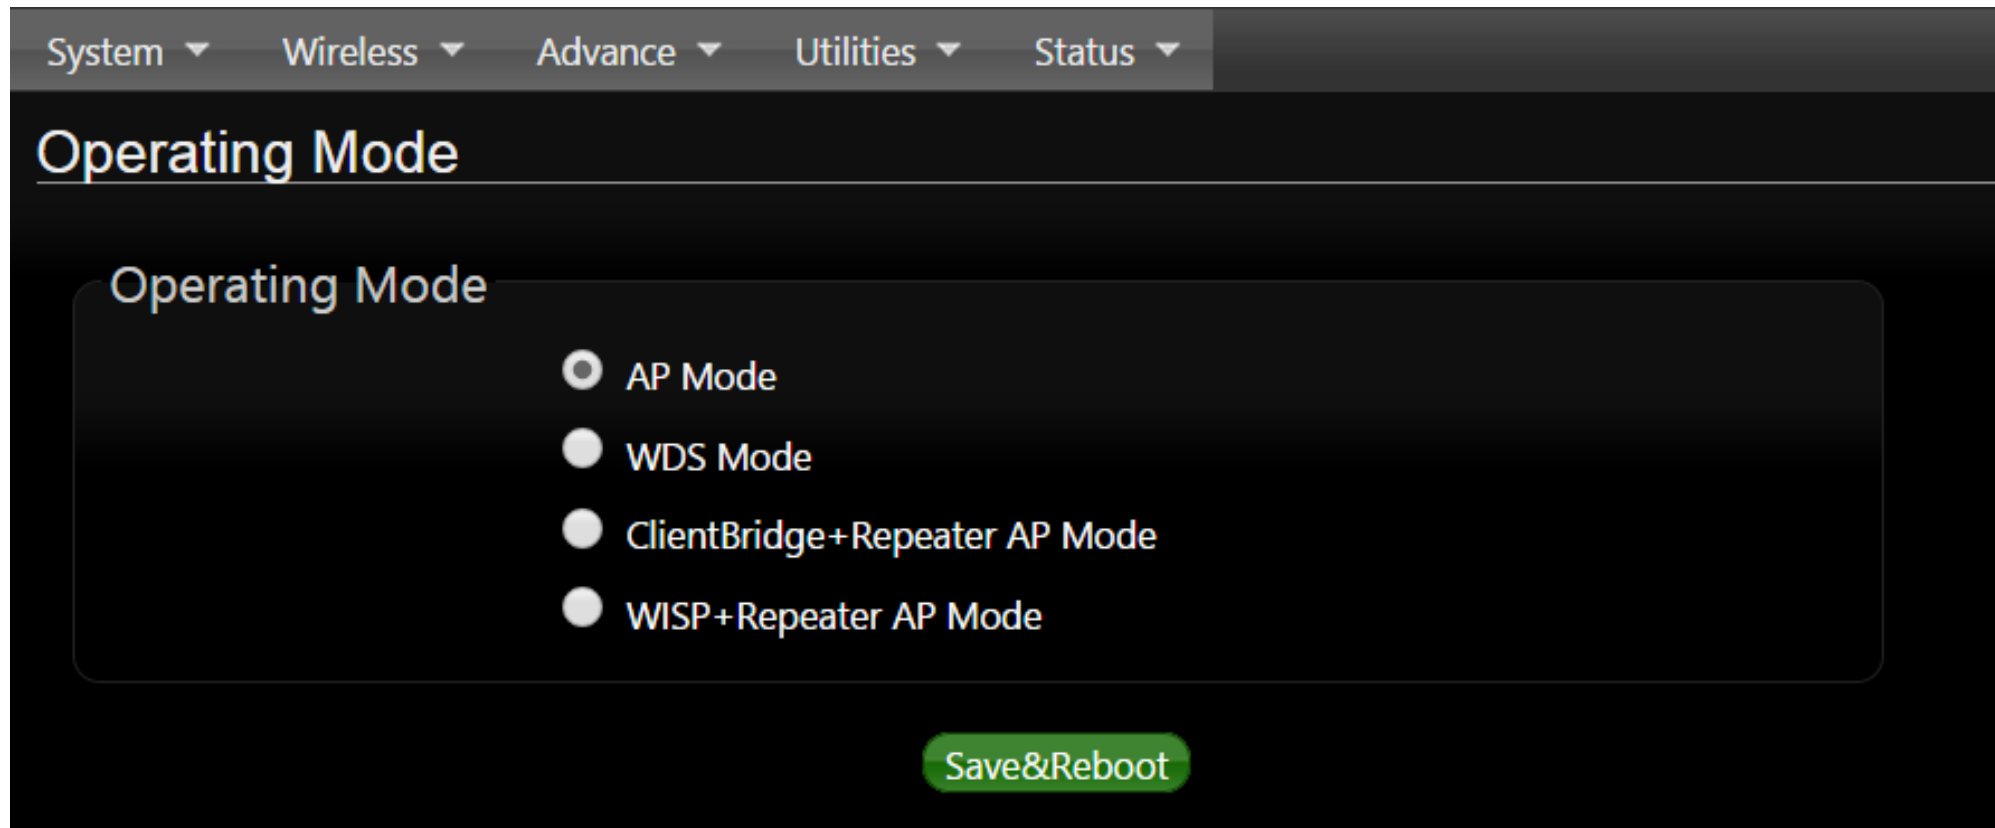 System Wireless Advance Utilities Status
Operating Mode
Operating Mode
AP Mode
WDS Mode
ClientBridge+Repeater AP Mode
WISP+Repeater AP Mode
Save&Reboot